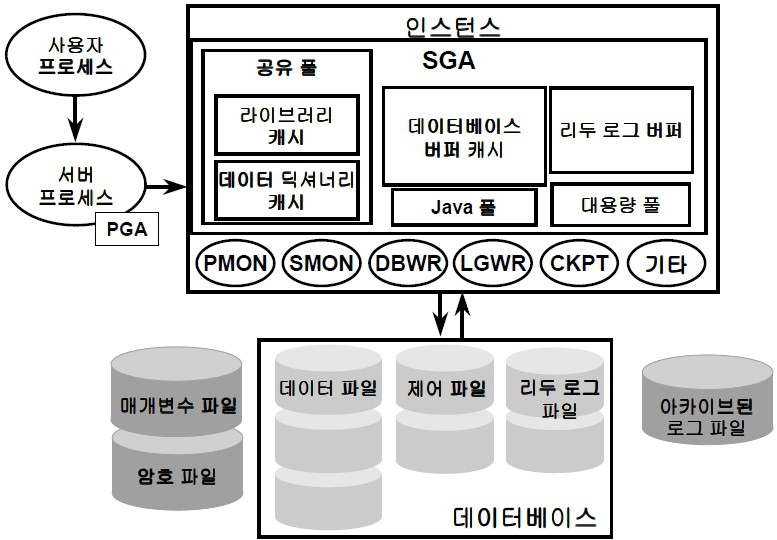 사용자
프로세스
서버
프로세스
PGA
인스턴스
SGA
공유 풀
라이브러리
캐시
데이터 딕셔너리
캐시
데이터베이스
버퍼 캐시
리두 로그 버퍼
Java 풀
대용량 풀
PMON
SMON
DBWR
LGWR
CKPT
기타
매개변수 파일
암호 파일
데이터 파일
제어 파일
리두 로그
파일
데이터베이스
아카이브된
로그 파일